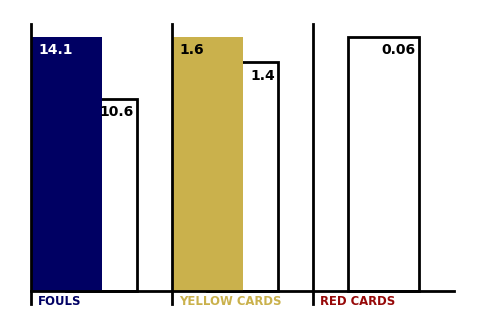 14.1
10.6
1.6
1.4
0.06
FOULS
YELLOW CARDS
RED CARDS